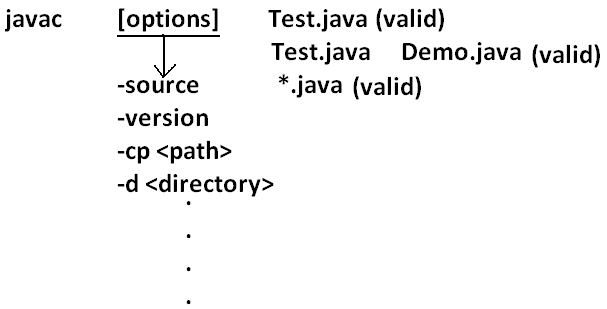 javac [options] Test.java (valid)
Test.java Demo.java (valid)
-source *.java (valid)
-version
-cp <path>
-d <directory>
.
.
.
.